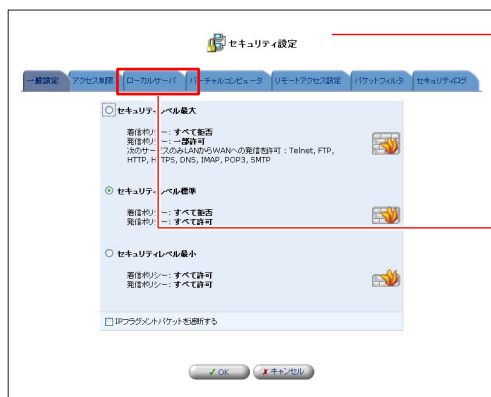 セキュリティ設定
一般設定 アクセス制限 ローカルサーバ バーチャルコンピュータ リモートアクセス設定 パケットフィルタ セキュリティログ
セキュリティレベル最大
着信ポリシー: すべて拒否
発信ポリシー: 一部許可
次のサービスのみLANからWANへの発信を許可 : Telnet, FTP,
HTTP, HTTPS, DNS, IMAP, POP3, SMTP
セキュリティレベル標準
着信ポリシー: すべて拒否
発信ポリシー: すべて許可
セキュリティレベル最小
着信ポリシー: すべて許可
発信ポリシー: すべて許可
IPフラグメントパケットを遮断する
OK キャンセル